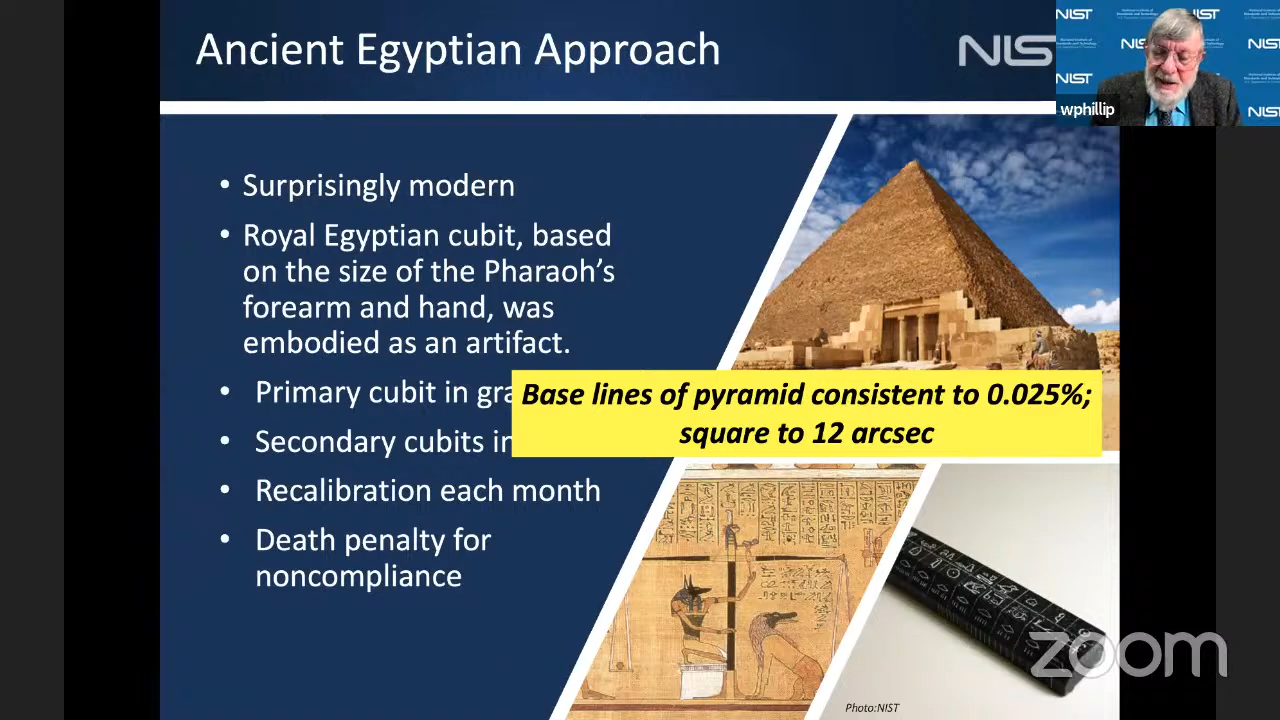 Ancient Egyptian Approach
NIS
wphillip
• Surprisingly modern
• Royal Egyptian cubit, based
on the size of the Pharaoh’s
forearm and hand, was
embodied as an artifact.
• Primary cubit in gra
• Secondary cubits in
• Recalibration each month
• Death penalty for
noncompliance
Base lines of pyramid consistent to 0.025%;
square to 12 arcsec
Photo:NIST
zoom
NIST
NIST
NIST
NIST
NIST